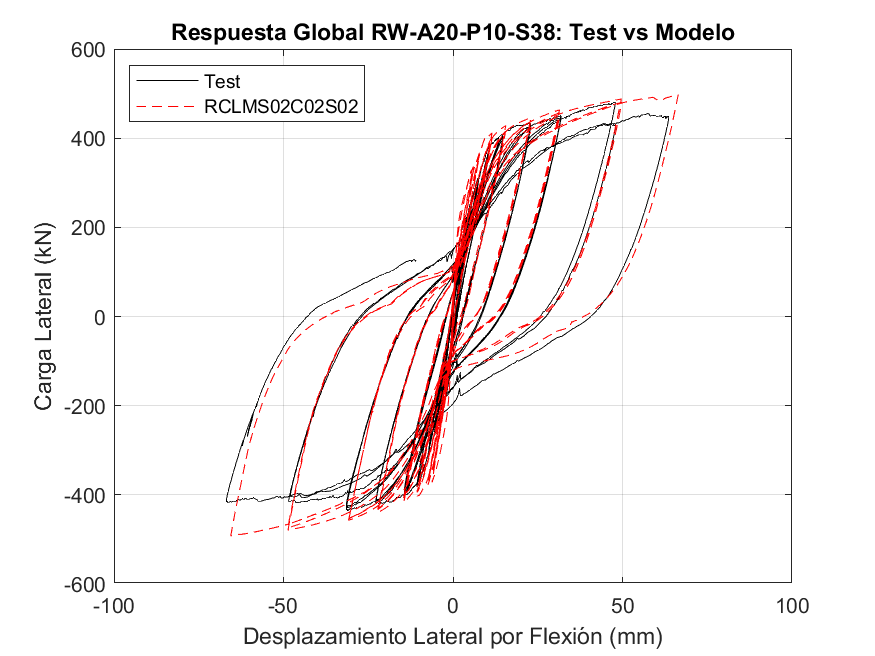 Respuesta Global RW-A20-P10-S38: Test vs Modelo
Test
RCLMS02C02S02
600
400
200
0
-200
-400
-600
-100
-50
0
50
100
Carga Lateral (kN)
Desplazamiento Lateral por Flexión (mm)